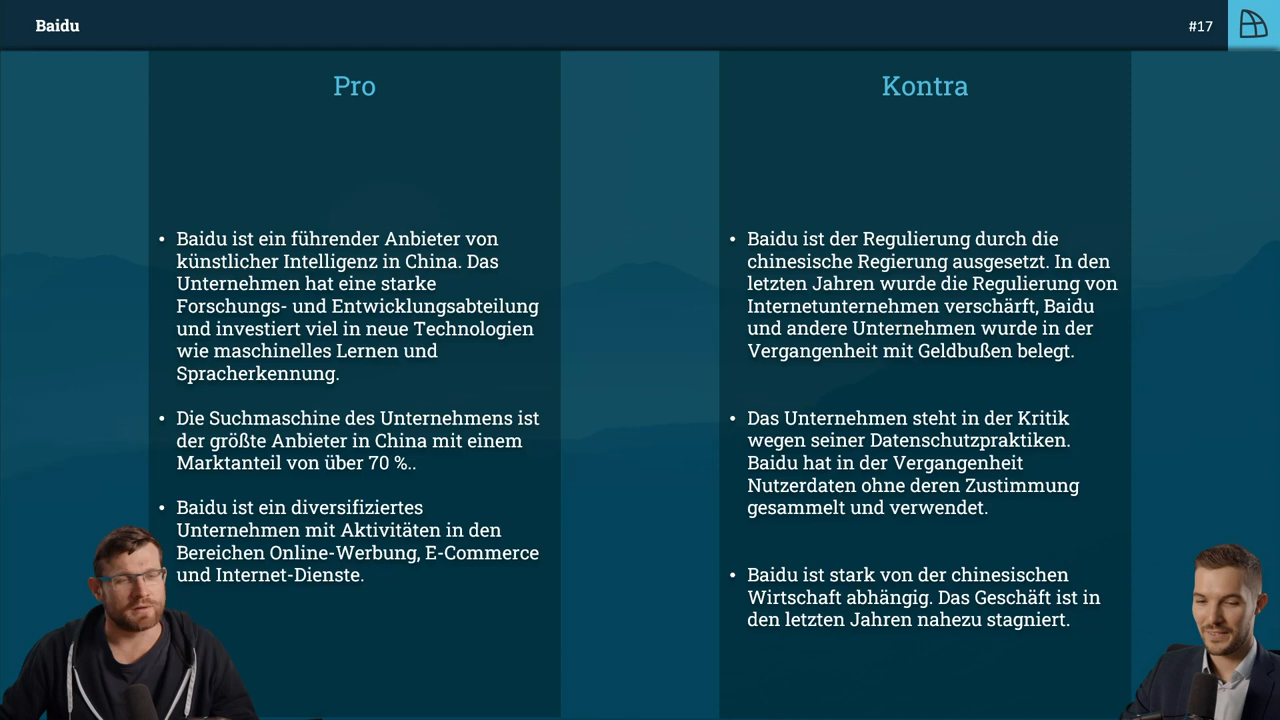 Baidu
#17
Pro
Baidu ist ein führender Anbieter von
künstlicher Intelligenz in China. Das
Unternehmen hat eine starke
Forschungs- und Entwicklungsabteilung
und investiert viel in neue Technologien
wie maschinelles Lernen und
Spracherkennung.
Die Suchmaschine des Unternehmens ist
der größte Anbieter in China mit einem
Marktanteil von über 70 %..
Baidu ist ein diversifiziertes
Unternehmen mit Aktivitäten in den
Bereichen Online-Werbung, E-Commerce
und Internet-Dienste.
Kontra
Baidu ist der Regulierung durch die
chinesische Regierung ausgesetzt. In den
letzten Jahren wurde die Regulierung von
Internetunternehmen verschärft, Baidu
und andere Unternehmen wurde in der
Vergangenheit mit Geldbußen belegt.
Das Unternehmen steht in der Kritik
wegen seiner Datenschutzpraktiken.
Baidu hat in der Vergangenheit
Nutzerdaten ohne deren Zustimmung
gesammelt und verwendet.
Baidu ist stark von der chinesischen
Wirtschaft abhängig. Das Geschäft ist in
den letzten Jahren nahezu stagniert.